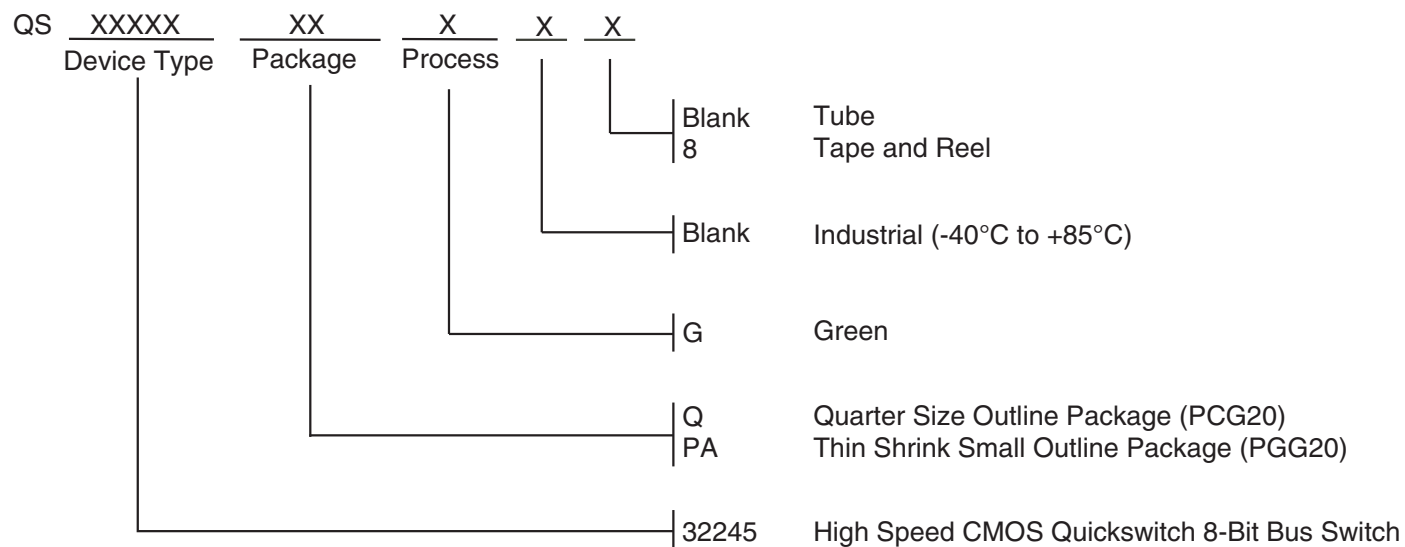 QS XXXXX XX X X X
Device Type Package Process
Blank Tube
8 Tape and Reel
Blank Industrial (-40°C to +85°C)
G Green
Q Quarter Size Outline Package (PCG20)
PA Thin Shrink Small Outline Package (PGG20)
32245 High Speed CMOS Quickswitch 8-Bit Bus Switch